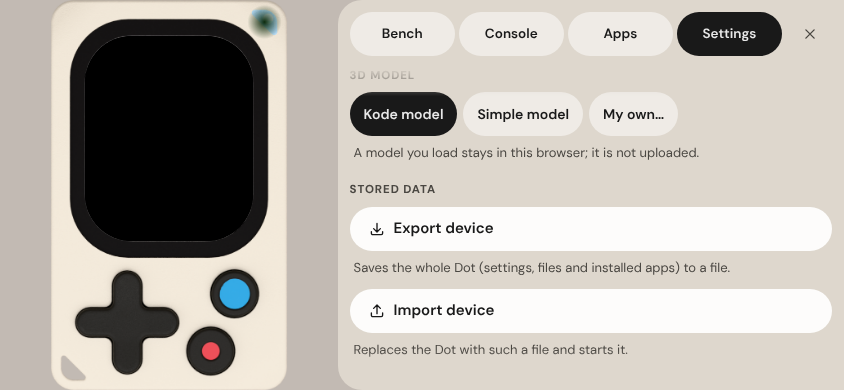 Bench Console Apps Settings
3D MODEL
Kode model Simple model My own...
A model you load stays in this browser; it is not uploaded.
STORED DATA
Export device
Saves the whole Dot (settings, files and installed apps) to a file.
Import device
Replaces the Dot with such a file and starts it.